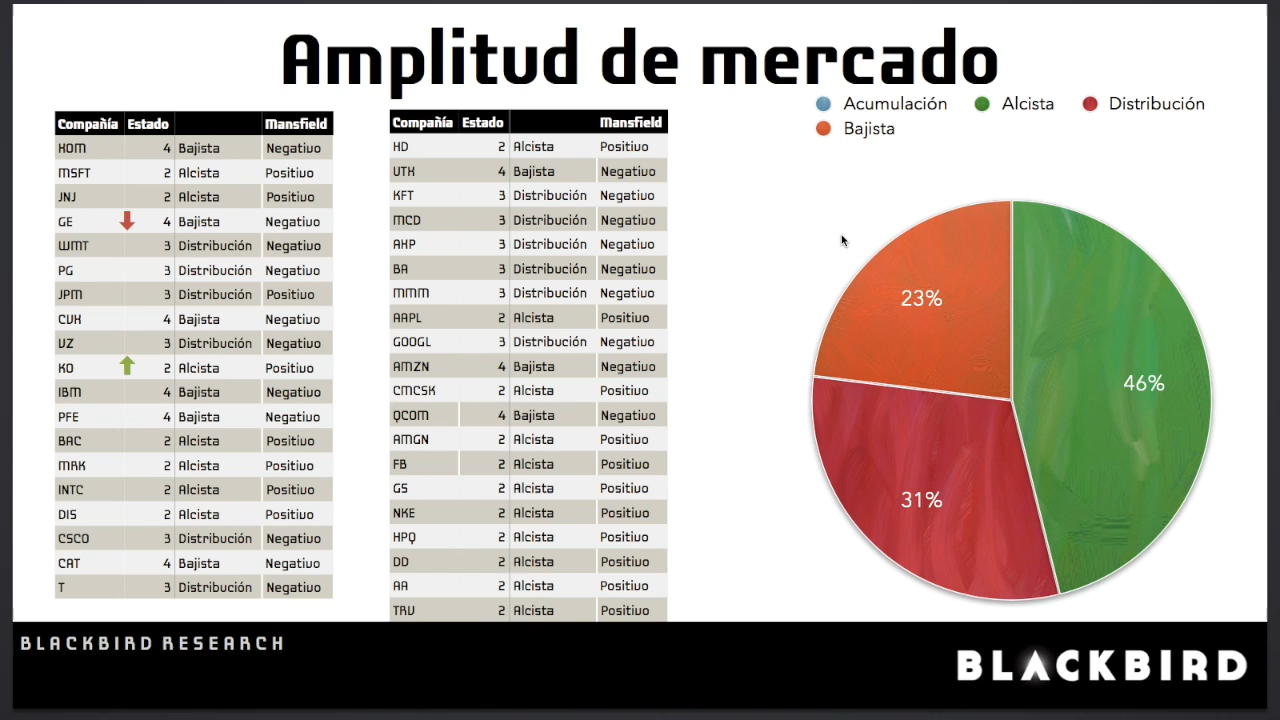 Amplitud de mercado
Compañía Estado Mansfield
XOM 4 Bajista Negativo
MSFT 2 Alcista Positivo
JNJ 2 Alcista Positivo
GE 4 Bajista Negativo
WMT 3 Distribución Negativo
PG 3 Distribución Negativo
JPM 3 Distribución Positivo
CVX 4 Bajista Negativo
VZ 3 Distribución Negativo
KO 2 Alcista Positivo
IBM 4 Bajista Negativo
PFE 4 Bajista Negativo
BAC 2 Alcista Positivo
MRK 2 Alcista Positivo
INTC 2 Alcista Positivo
DIS 2 Alcista Positivo
CSCO 3 Distribución Negativo
CAT 4 Bajista Negativo
T 3 Distribución Negativo
Compañía Estado Mansfield
HD 2 Alcista Positivo
UTX 4 Bajista Negativo
KFT 3 Distribución Negativo
MCD 3 Distribución Negativo
AXP 3 Distribución Negativo
BA 3 Distribución Negativo
MMM 3 Distribución Negativo
AAPL 2 Alcista Positivo
GOOGL 3 Distribución Negativo
AMZN 4 Bajista Negativo
CMCSK 2 Alcista Positivo
QCOM 4 Bajista Negativo
AMGN 2 Alcista Positivo
FB 2 Alcista Positivo
GS 2 Alcista Positivo
NKE 2 Alcista Positivo
HPQ 2 Alcista Positivo
DD 2 Alcista Positivo
AA 2 Alcista Positivo
TRV 2 Alcista Positivo
Acumulación Alcista Distribución
Bajista
23%
46%
31%
BLACKBIRD RESEARCH
BLACKBIRD